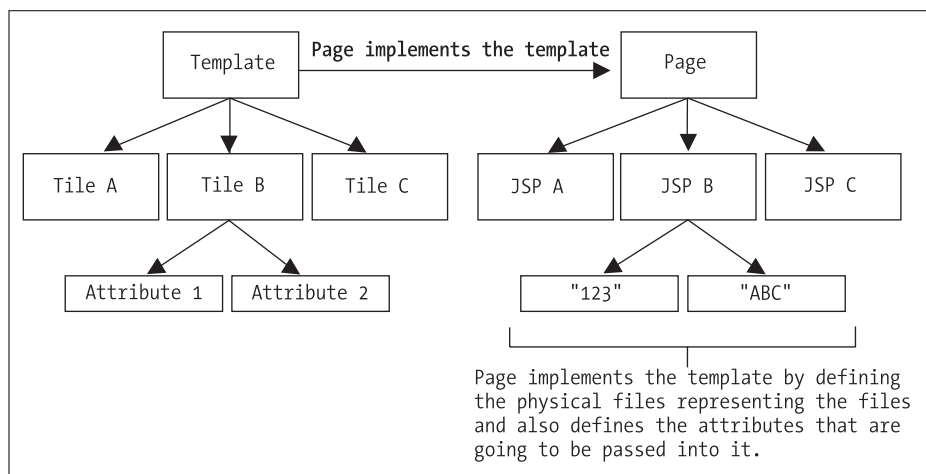 Page implements the template
Template
Page
Tile A
Tile B
Tile C
JSP A
JSP B
JSP C
Attribute 1
Attribute 2
"123"
"ABC"
Page implements the template by defining
the physical files representing the files
and also defines the attributes that are
going to be passed into it.